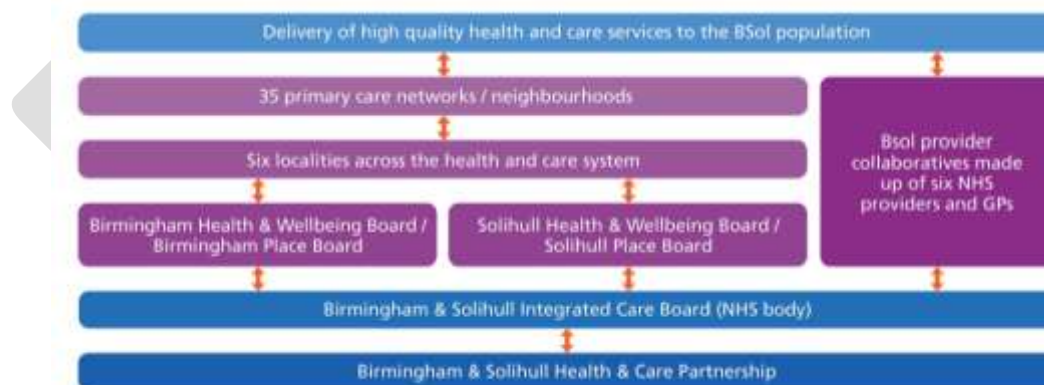 Delivery of high quality health and care services to the BSol population
35 primary care networks / neighbourhoods
Six localities across the health and care system
Bsol provider
collaboratives made
up of six NHS
providers and GPs
Birmingham Health & Wellbeing Board /
Birmingham Place Board
Solihull Health & Wellbeing Board /
Solihull Place Board
Birmingham & Solihull Integrated Care Board (NHS body)
Birmingham & Solihull Health & Care Partnership